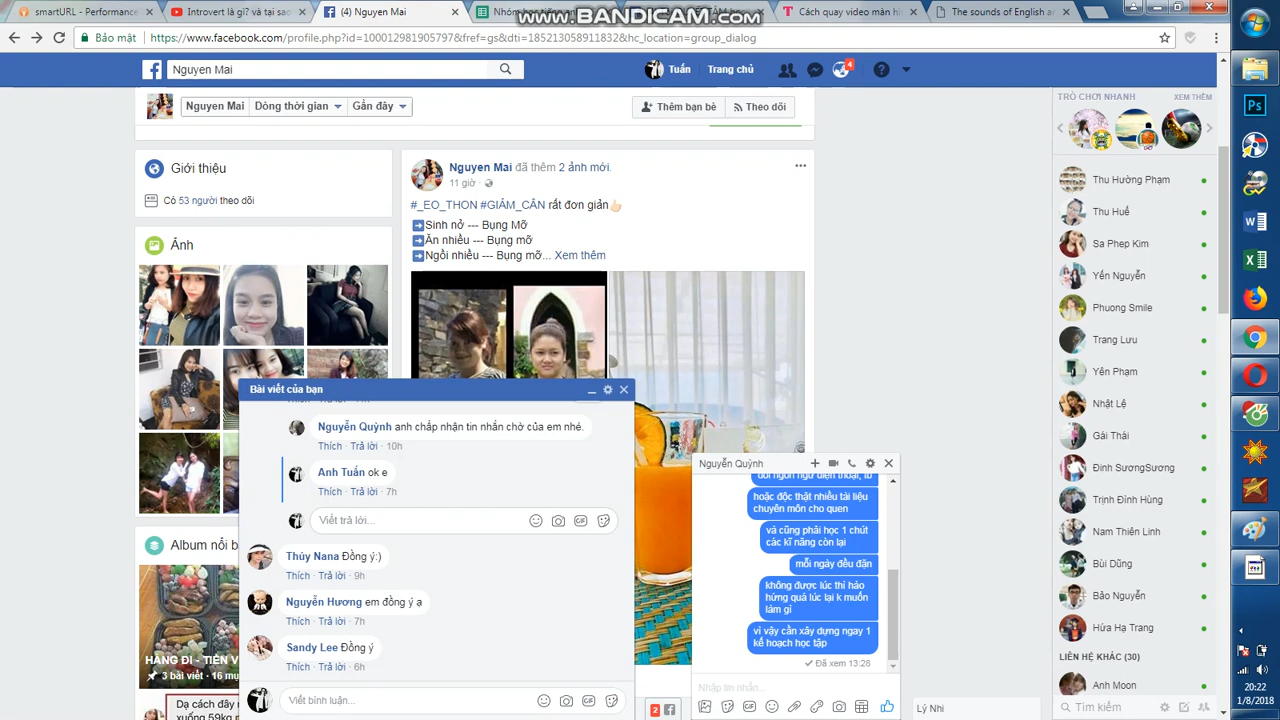 smartURL - Performance
Introvert là gì? và tại sao
(4) Nguyen Mai
www.BANDICAM.com
Cách quay video màn hì
The sounds of English a
Bảo mật
https://www.facebook.com/profile.php?id=100012981905797&fref=gs&dti=185213058911832&hc_location=group_dialog
Nguyen Mai
Tuấn
Trang chủ
4
Nguyen Mai
Dòng thời gian
Gần đây
Thêm bạn bè
Theo dõi
TRÒ CHƠI NHANH
XEM THÊM
Giới thiệu
Có 53 người theo dõi
Ảnh
Nguyen Mai đã thêm 2 ảnh mới.
11 giờ
#_EO_THON #GIẢM_CÂN rất đơn giản
Sinh nở --- Bụng Mỡ
Ăn nhiều --- Bụng mỡ
Ngồi nhiều --- Bụng mỡ... Xem thêm
Album nổi b
HÀNG ĐI - TIỀN V
3 bài viết · 16 mụ
Dạ cách đây
xuống 59kg
Bài viết của bạn
Nguyễn Quỳnh anh chấp nhận tin nhắn chờ của em nhé.
Thích · Trả lời · 10h
Anh Tuấn ok e
Thích · Trả lời · 7h
Viết trả lời...
GIF
Thúy Nana Đồng ý:)
Thích · Trả lời · 9h
Nguyễn Hương em đồng ý ạ
Thích · Trả lời · 7h
Sandy Lee Đồng ý
Thích · Trả lời · 6h
Viết bình luận...
GIF
Nguyễn Quỳnh
hoặc độc thật nhiều tài liệu
chuyên môn cho quen
và cũng phải học 1 chút
các kĩ năng còn lại
mỗi ngày đều đặn
không được lúc thì hào
hứng quá lúc lại k muốn
làm gì
vì vậy cần xây dựng ngay 1
kế hoạch học tập
Đã xem 13:28
Nhập tin nhắn...
GIF
2
Lý Nhi
Thu Hường Phạm
Thu Huế
Sa Phep Kim
Yến Nguyễn
Phuong Smile
Trang Lưu
Yên Phạm
Nhật Lệ
Gái Thái
Đinh SươngSương
Trịnh Đình Hùng
Nam Thiên Linh
Bùi Dũng
Bảo Nguyễn
Hứa Hạ Trang
LIÊN HỆ KHÁC (30)
Anh Moon
Tìm kiếm
Ps
20:22
1/8/2018